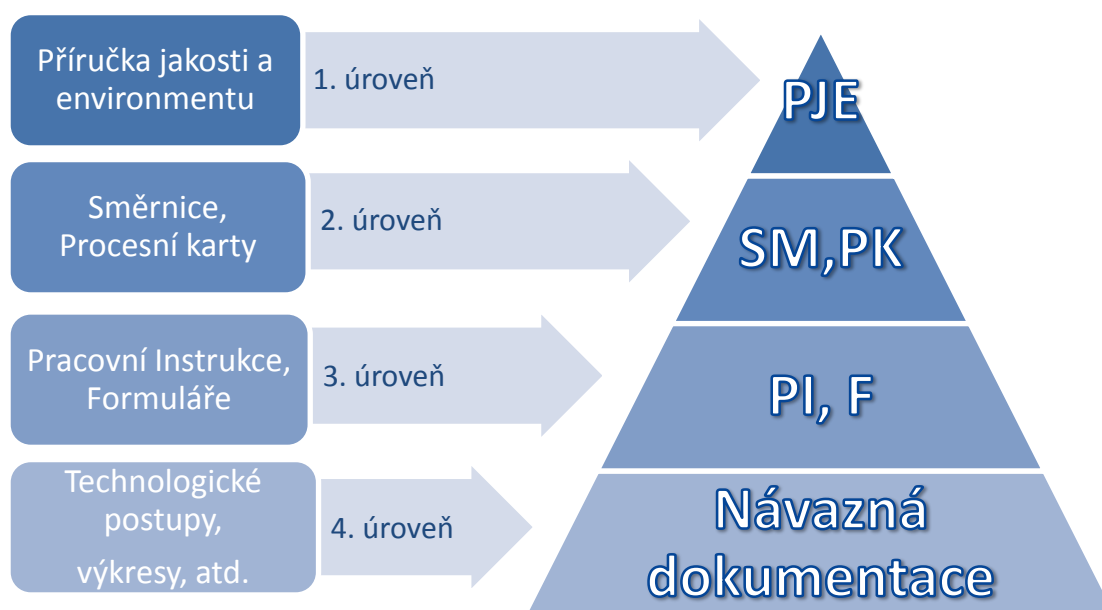 Příručka jakosti a
environmentu
1. úroveň
PJE
Směrnice,
Procesní karty
2. úroveň
SM,PK
Pracovní Instrukce,
Formuláře
3. úroveň
PI, F
Technologické
postupy,
výkresy, atd.
4. úroveň
Návazná
dokumentace